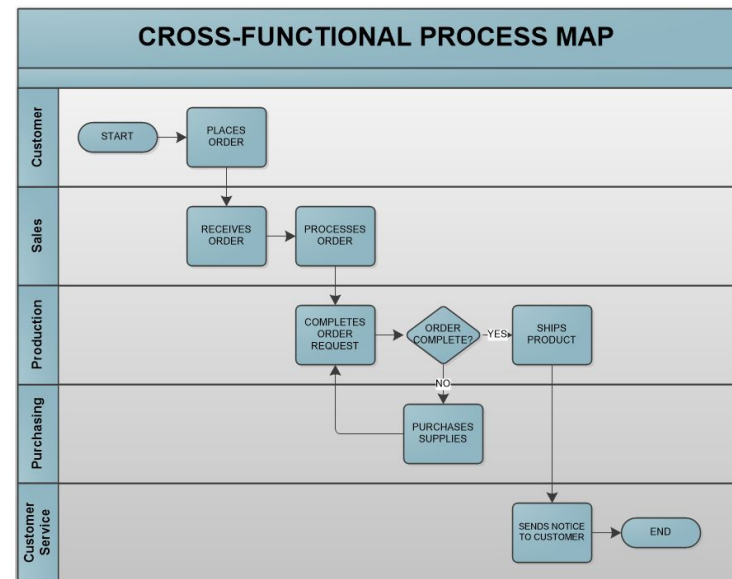 CROSS-FUNCTIONAL PROCESS MAP
Customer
START
PLACES
ORDER
Sales
RECEIVES
ORDER
PROCESSES
ORDER
Production
COMPLETES
ORDER
REQUEST
ORDER
COMPLETE?
YES
SHIPS
PRODUCT
NO
Purchasing
PURCHASES
SUPPLIES
Customer
Service
SENDS NOTICE
TO CUSTOMER
END